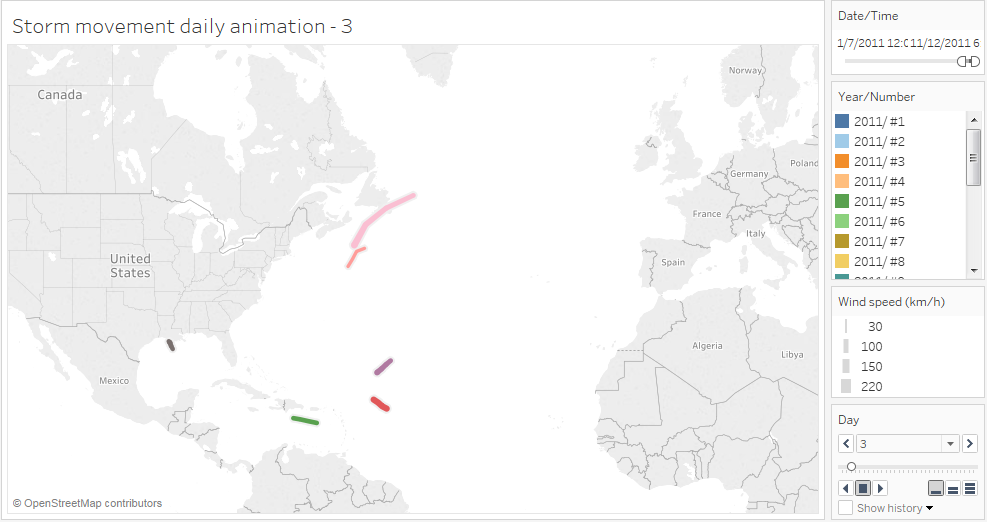 Storm movement daily animation - 3
Canada
United
States
Mexico
Norway
Poland
Germany
France
Italy
Spain
Algeria
Libya
© OpenStreetMap contributors
Date/Time
1/7/2011 12:0
11/12/2011 6
Year/Number
2011/ #1
2011/ #2
2011/ #3
2011/ #4
2011/ #5
2011/ #6
2011/ #7
2011/ #8
Wind speed (km/h)
30
100
150
220
Day
3
Show history